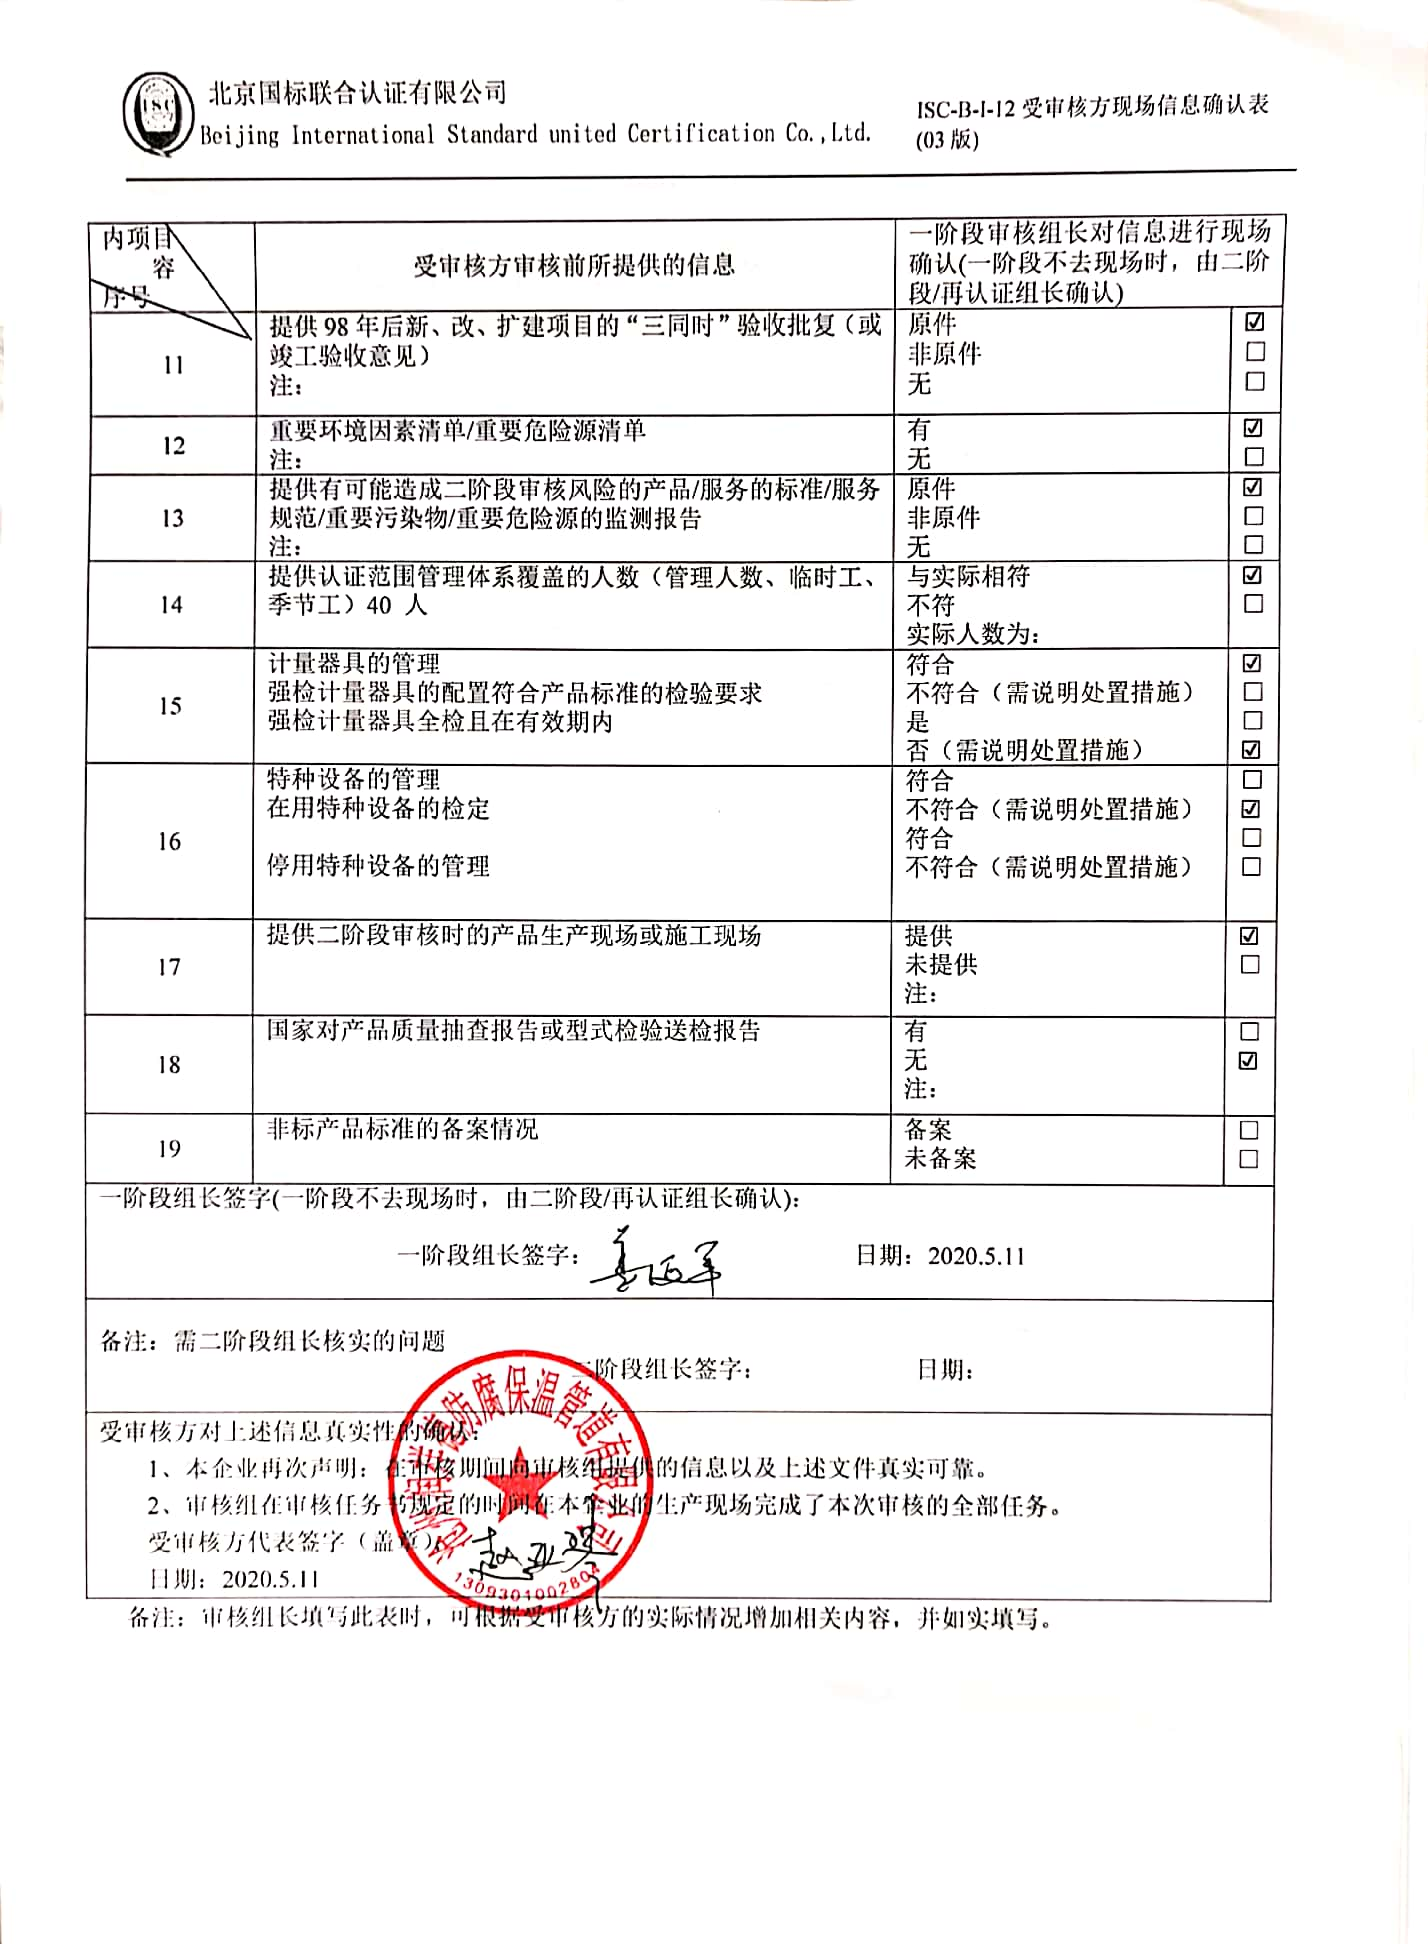 ISC
北京国标联合认证有限公司
Beijing International Standard united Certification Co.,Ltd.
ISC-B-I-12 受审核方现场信息确认表
(03 版)
内项目
容
序号
受审核方审核前所提供的信息
一阶段审核组长对信息进行现场
确认(一阶段不去现场时，由二阶
段/再认证组长确认)
11
提供 98 年后新、改、扩建项目的“三同时”验收批复（或
竣工验收意见）
注：
原件 ☑
非原件 □
无 □
12
重要环境因素清单/重要危险源清单
注：
有 ☑
无 □
13
提供有可能造成二阶段审核风险的产品/服务的标准/服务
规范/重要污染物/重要危险源的监测报告
注：
原件 ☑
非原件 □
无 □
14
提供认证范围管理体系覆盖的人数（管理人数、临时工、
季节工）40 人
与实际相符 ☑
不符 □
实际人数为：
15
计量器具的管理
强检计量器具的配置符合产品标准的检验要求
强检计量器具全检且在有效期内
符合 ☑
不符合（需说明处置措施） □
是 □
否（需说明处置措施） ☑
16
特种设备的管理
在用特种设备的检定
停用特种设备的管理
符合 □
不符合（需说明处置措施） ☑
符合 □
不符合（需说明处置措施） □
17
提供二阶段审核时的产品生产现场或施工现场
提供 ☑
未提供 □
注：
18
国家对产品质量抽查报告或型式检验送检报告
有 □
无 ☑
注：
19
非标产品标准的备案情况
备案 □
未备案 □
一阶段组长签字(一阶段不去现场时，由二阶段/再认证组长确认)：
一阶段组长签字： 日期：2020.5.11
备注：需二阶段组长核实的问题
二阶段组长签字： 日期：
受审核方对上述信息真实性的确认：
1、本企业再次声明：在审核期间向审核组提供的信息以及上述文件真实可靠。
2、审核组在审核任务书规定的时间在本企业的生产现场完成了本次审核的全部任务。
受审核方代表签字（盖章）：
日期：2020.5.11
防腐保温管道有限公司
1309301002804
备注：审核组长填写此表时，可根据受审核方的实际情况增加相关内容，并如实填写。